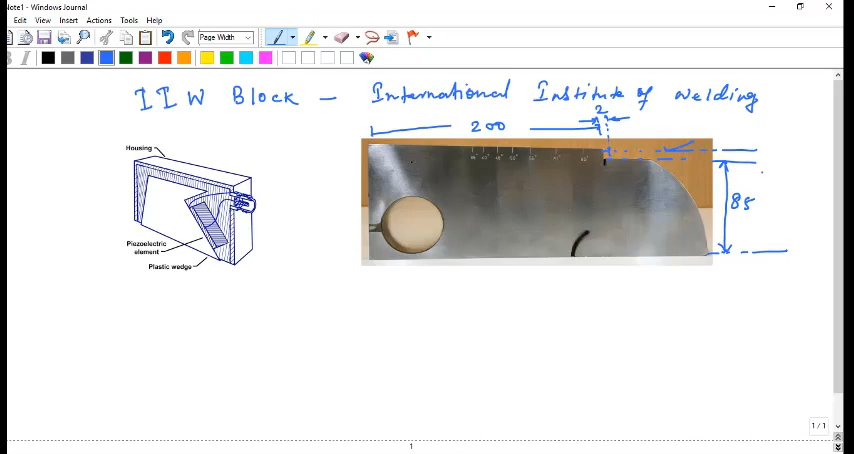 Note1 - Windows Journal
Edit View Insert Actions Tools Help
Page Width
IIW Block - International Institute of welding
2
200
Housing
85
Piezoelectric
element
Plastic wedge
1 / 1
1